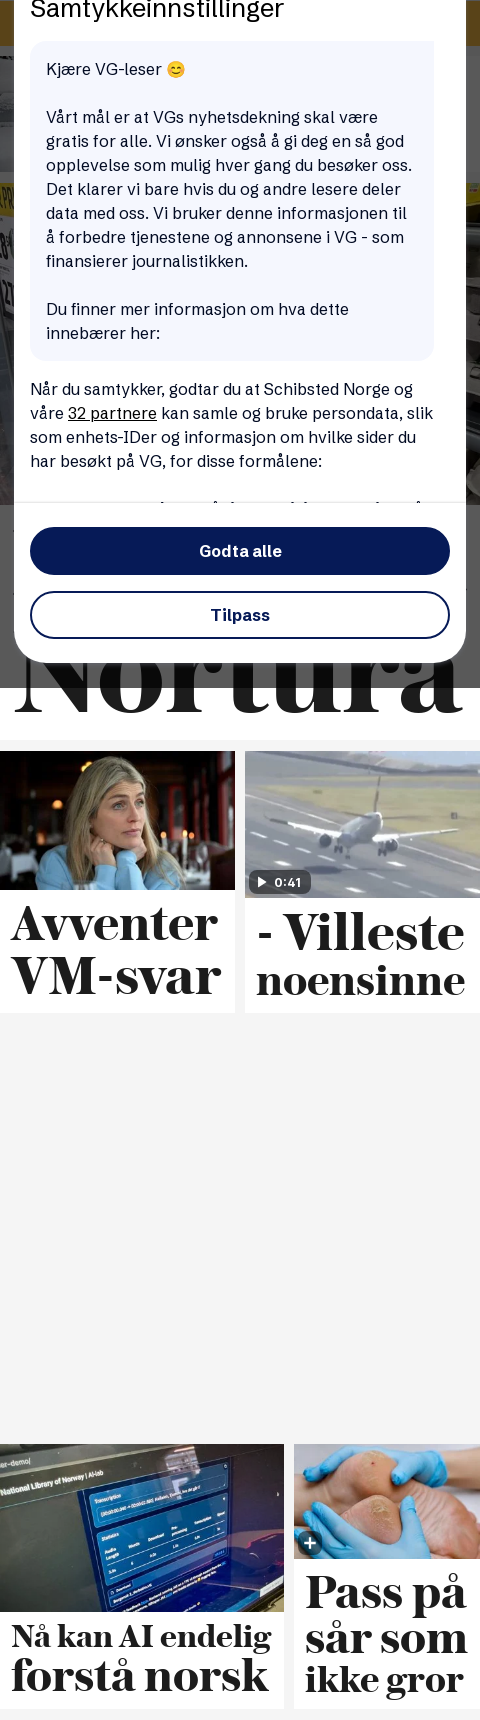 Samtykkeinnstillinger
Kjære VG-leser 😊
Vårt mål er at VGs nyhetsdekning skal være
gratis for alle. Vi ønsker også å gi deg en så god
opplevelse som mulig hver gang du besøker oss.
Det klarer vi bare hvis du og andre lesere deler
data med oss. Vi bruker denne informasjonen til
å forbedre tjenestene og annonsene i VG - som
finansierer journalistikken.
Du finner mer informasjon om hva dette
innebærer her:
Når du samtykker, godtar du at Schibsted Norge og
våre 32 partnere kan samle og bruke persondata, slik
som enhets-IDer og informasjon om hvilke sider du
har besøkt på VG, for disse formålene:
Godta alle
Tilpass
Nortura
0:41
Avventer
VM-svar
- Villeste
noensinne
National Library of Norway | AI-lab
Transcription
Statistics
Nå kan AI endelig
forstå norsk
Pass på
sår som
ikke gror